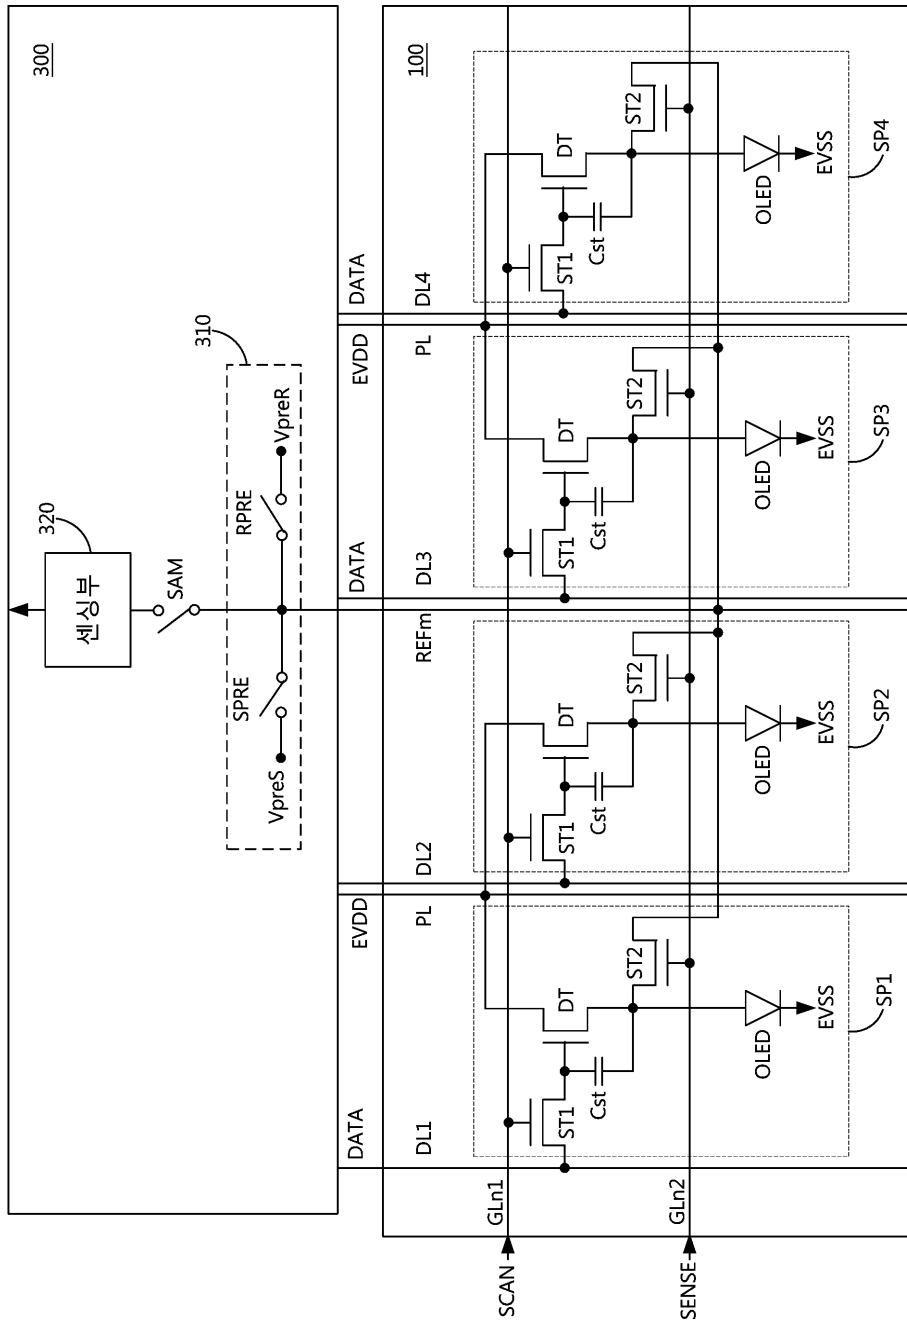 300
320
센싱부
SAM
310
SPRE
RPRE
VpreS
VpreR
DATA
EVDD
DATA
EVDD
DATA
100
DL1
PL
DL2
REFm
DL3
PL
DL4
SCAN
GLn1
ST1
DT
Cst
ST2
ST1
DT
Cst
ST2
ST1
DT
Cst
ST2
ST1
DT
Cst
ST2
SENSE
GLn2
OLED
OLED
OLED
OLED
EVSS
EVSS
EVSS
EVSS
SP1
SP2
SP3
SP4